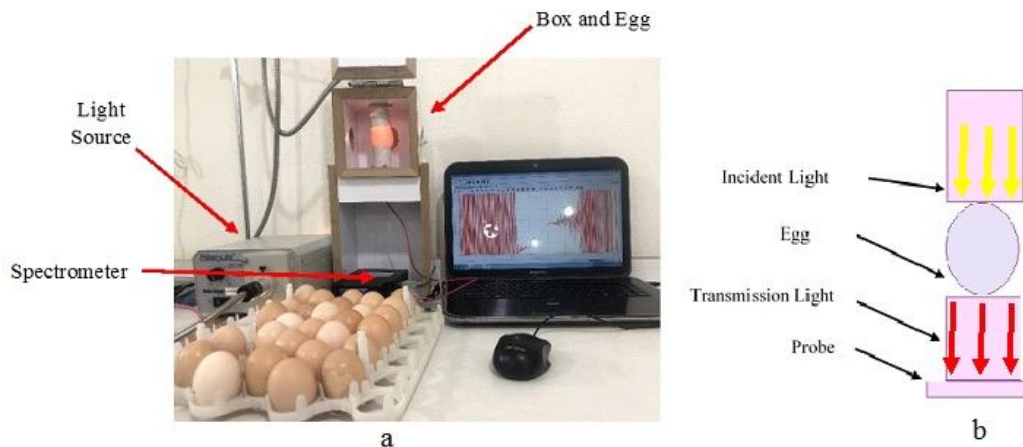 Box and Egg
Light
Source
Spectrometer
a
Incident Light
Egg
Transmission Light
Probe
b